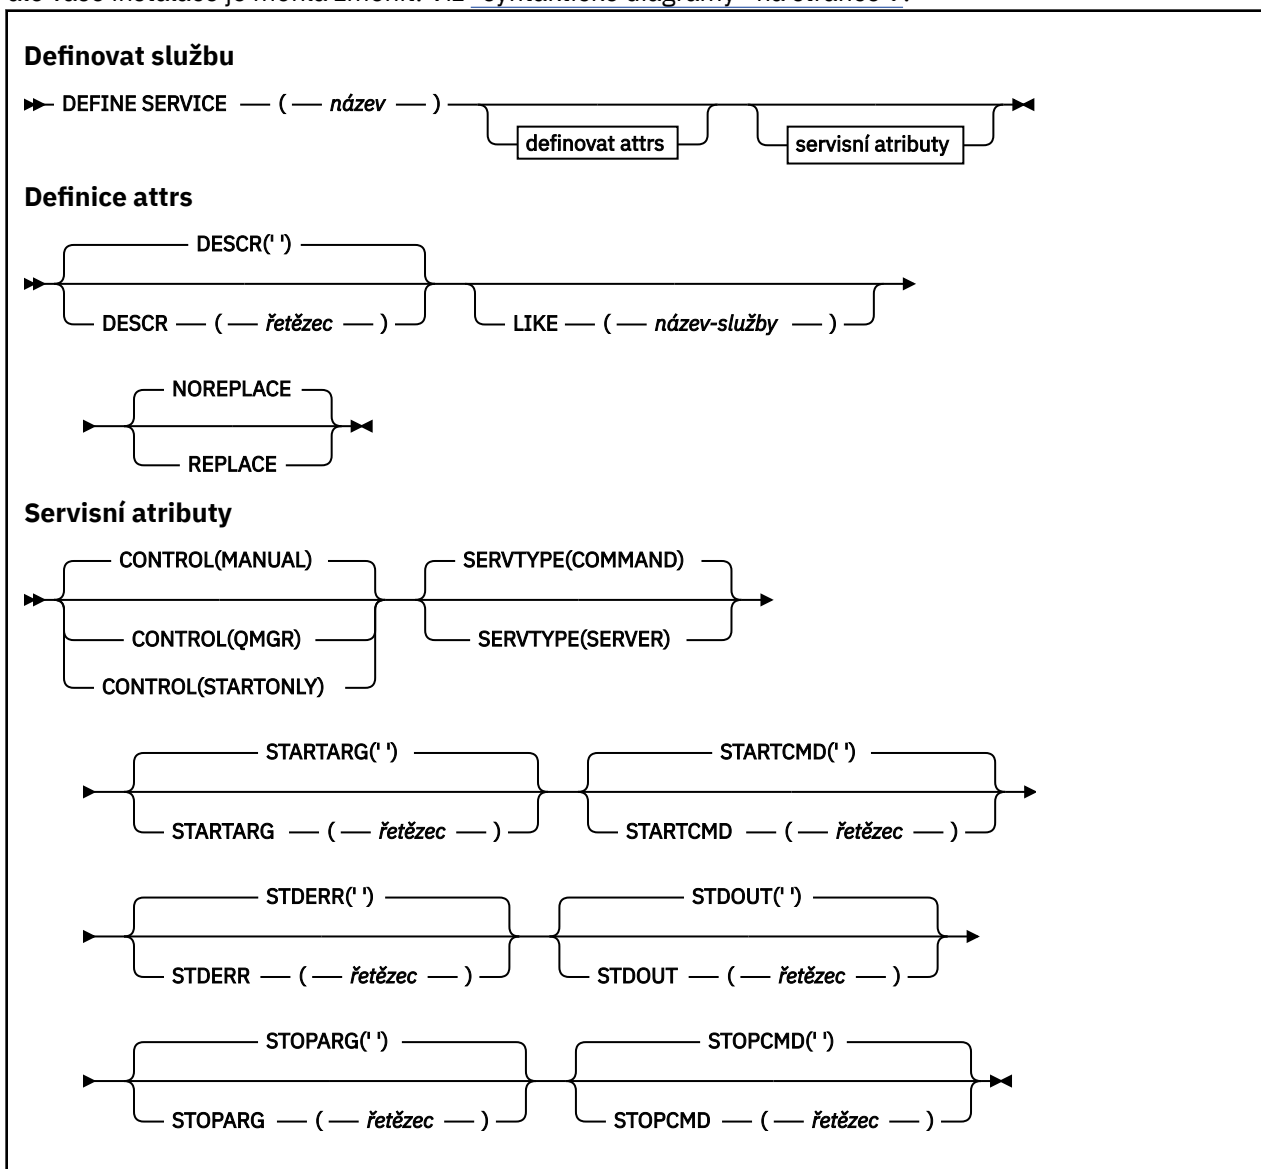 Definovat službu
DEFINE SERVICE ( název )
definovat attrs servisní atributy
Definice attrs
DESCR(' ')
DESCR ( řetězec ) LIKE ( název-služby )
NOREPLACE
REPLACE
Servisní atributy
CONTROL(MANUAL) SERVTYPE(COMMAND)
CONTROL(QMGR) SERVTYPE(SERVER)
CONTROL(STARTONLY)
STARTARG(' ') STARTCMD(' ')
STARTARG ( řetězec ) STARTCMD ( řetězec )
STDERR(' ') STDOUT(' ')
STDERR ( řetězec ) STDOUT ( řetězec )
STOPARG(' ') STOPCMD(' ')
STOPARG ( řetězec ) STOPCMD ( řetězec )